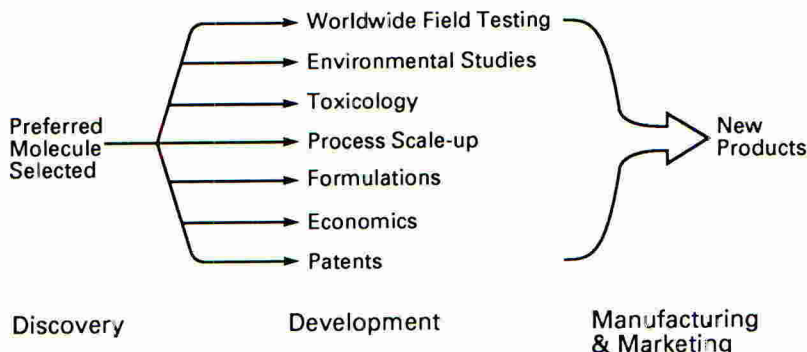 Worldwide Field Testing
Environmental Studies
Toxicology
Preferred
Molecule
Selected
Process Scale-up
New
Products
Formulations
Economics
Patents
Discovery
Development
Manufacturing
& Marketing